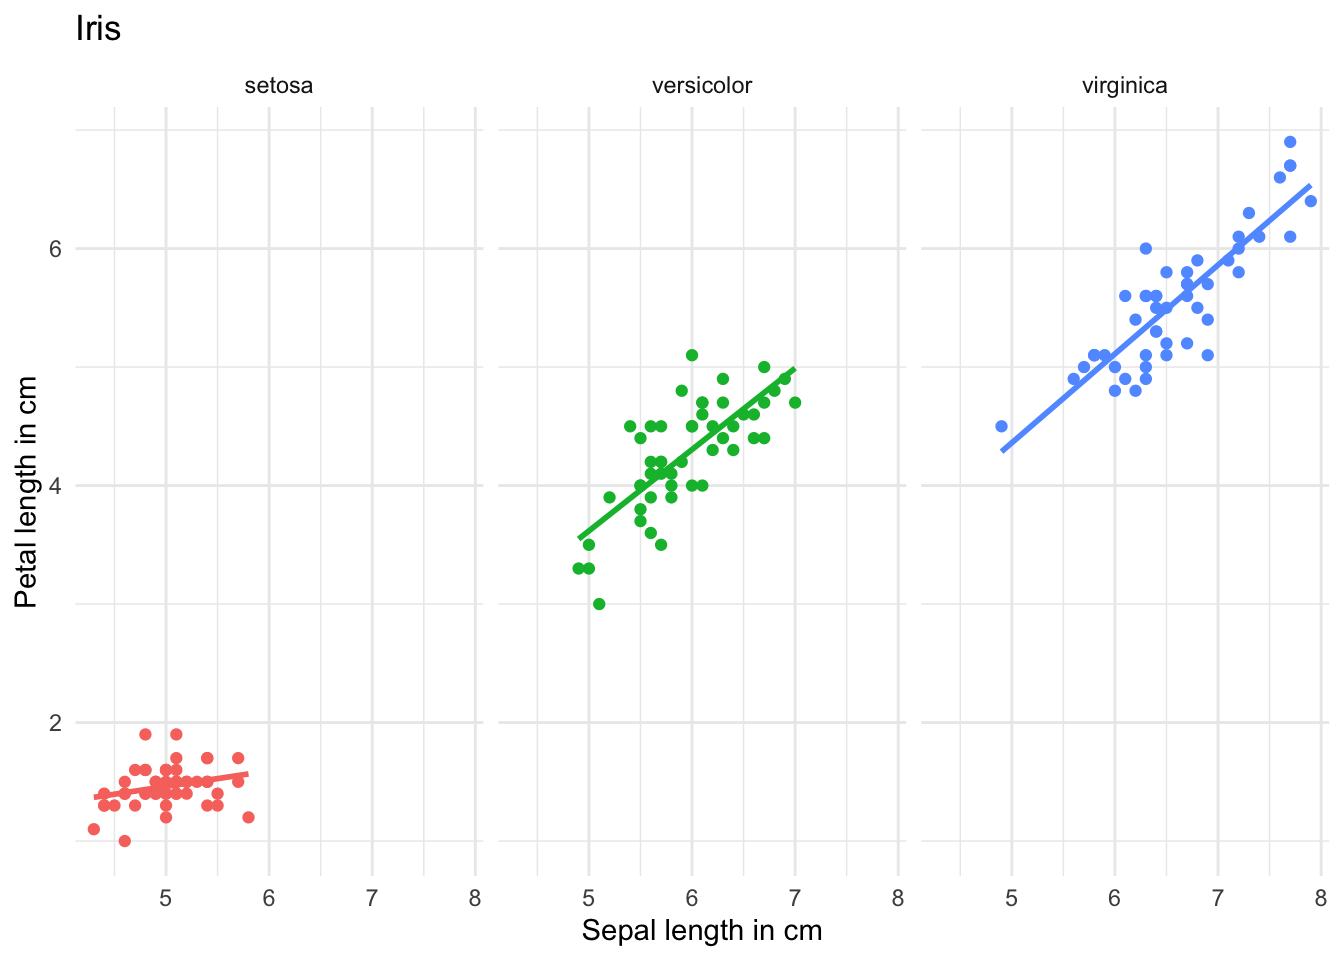 Iris
setosa versicolor virginica
6
4
2
Petal length in cm
5 6 7 8 5 6 7 8 5 6 7 8
Sepal length in cm